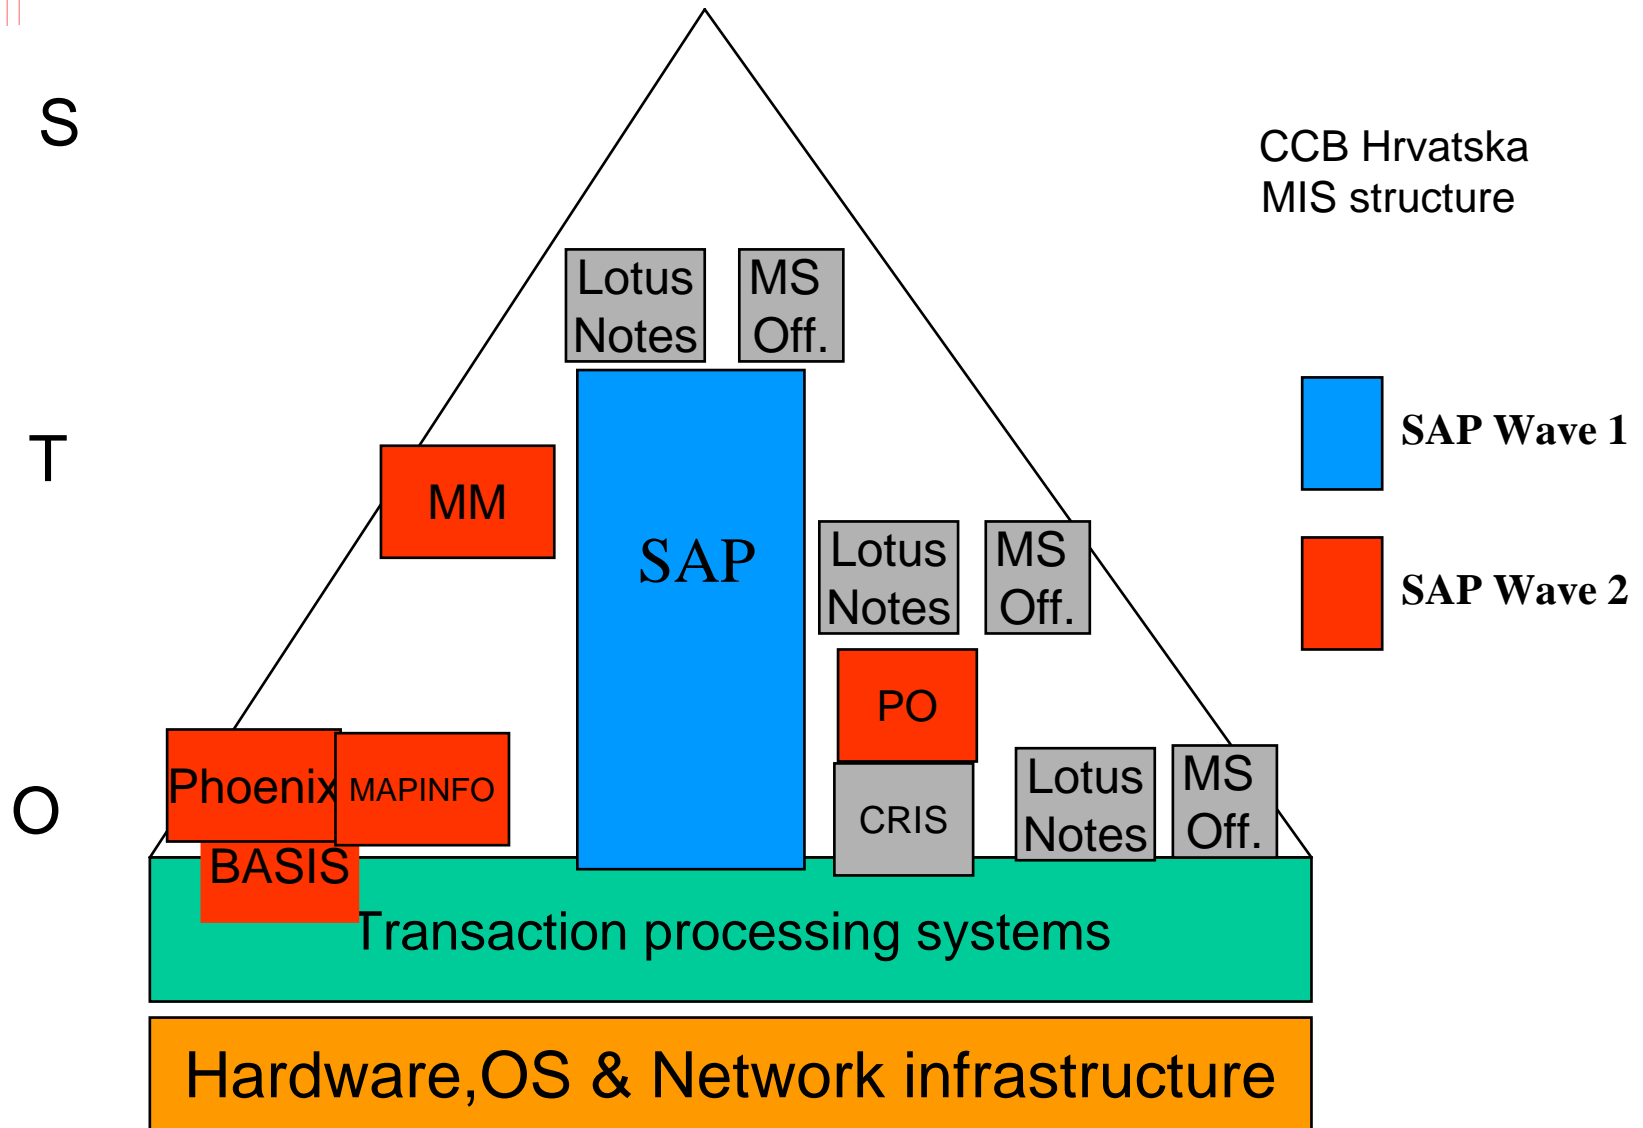 S
CCB Hrvatska
MIS structure
Lotus
Notes
MS
Off.
SAP Wave 1
T
MM
SAP
Lotus
Notes
MS
Off.
SAP Wave 2
PO
Phoenix
MAPINFO
O
CRIS
Lotus
Notes
MS
Off.
BASIS
Transaction processing systems
Hardware,OS & Network infrastructure